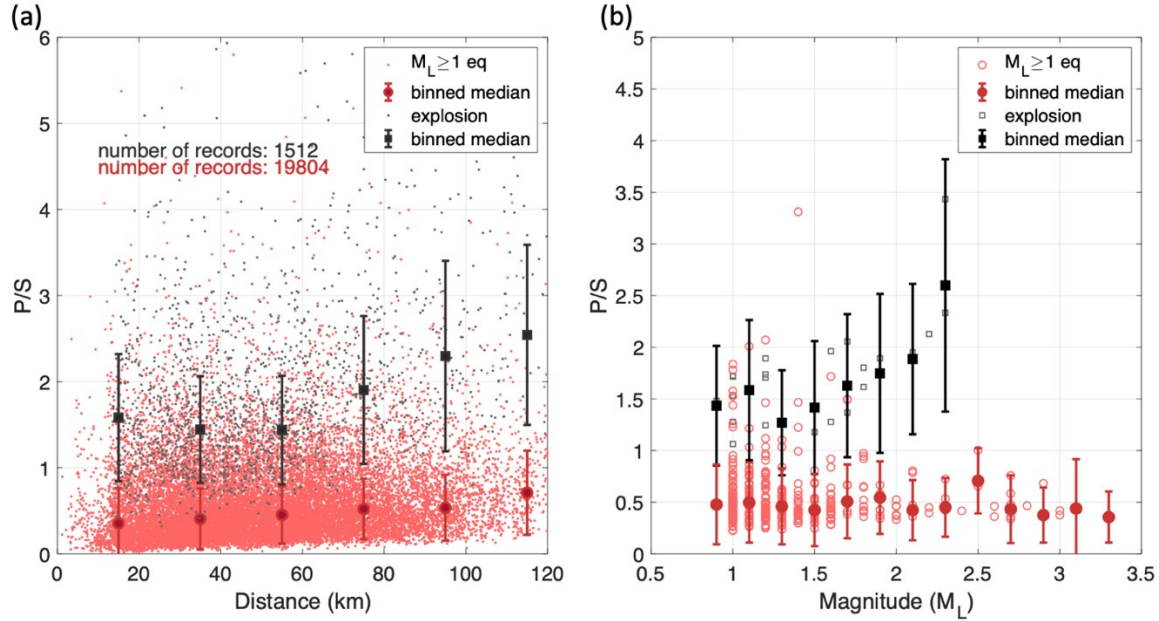 (a)
6
5
4
3
2
1
0
P/S
0 20 40 60 80 100 120
Distance (km)
M_L≥1 eq
binned median
explosion
binned median
number of records: 1512
number of records: 19804
(b)
5
4.5
4
3.5
3
2.5
2
1.5
1
0.5
0
P/S
0.5 1 1.5 2 2.5 3 3.5
Magnitude (M_L)
M_L≥1 eq
binned median
explosion
binned median